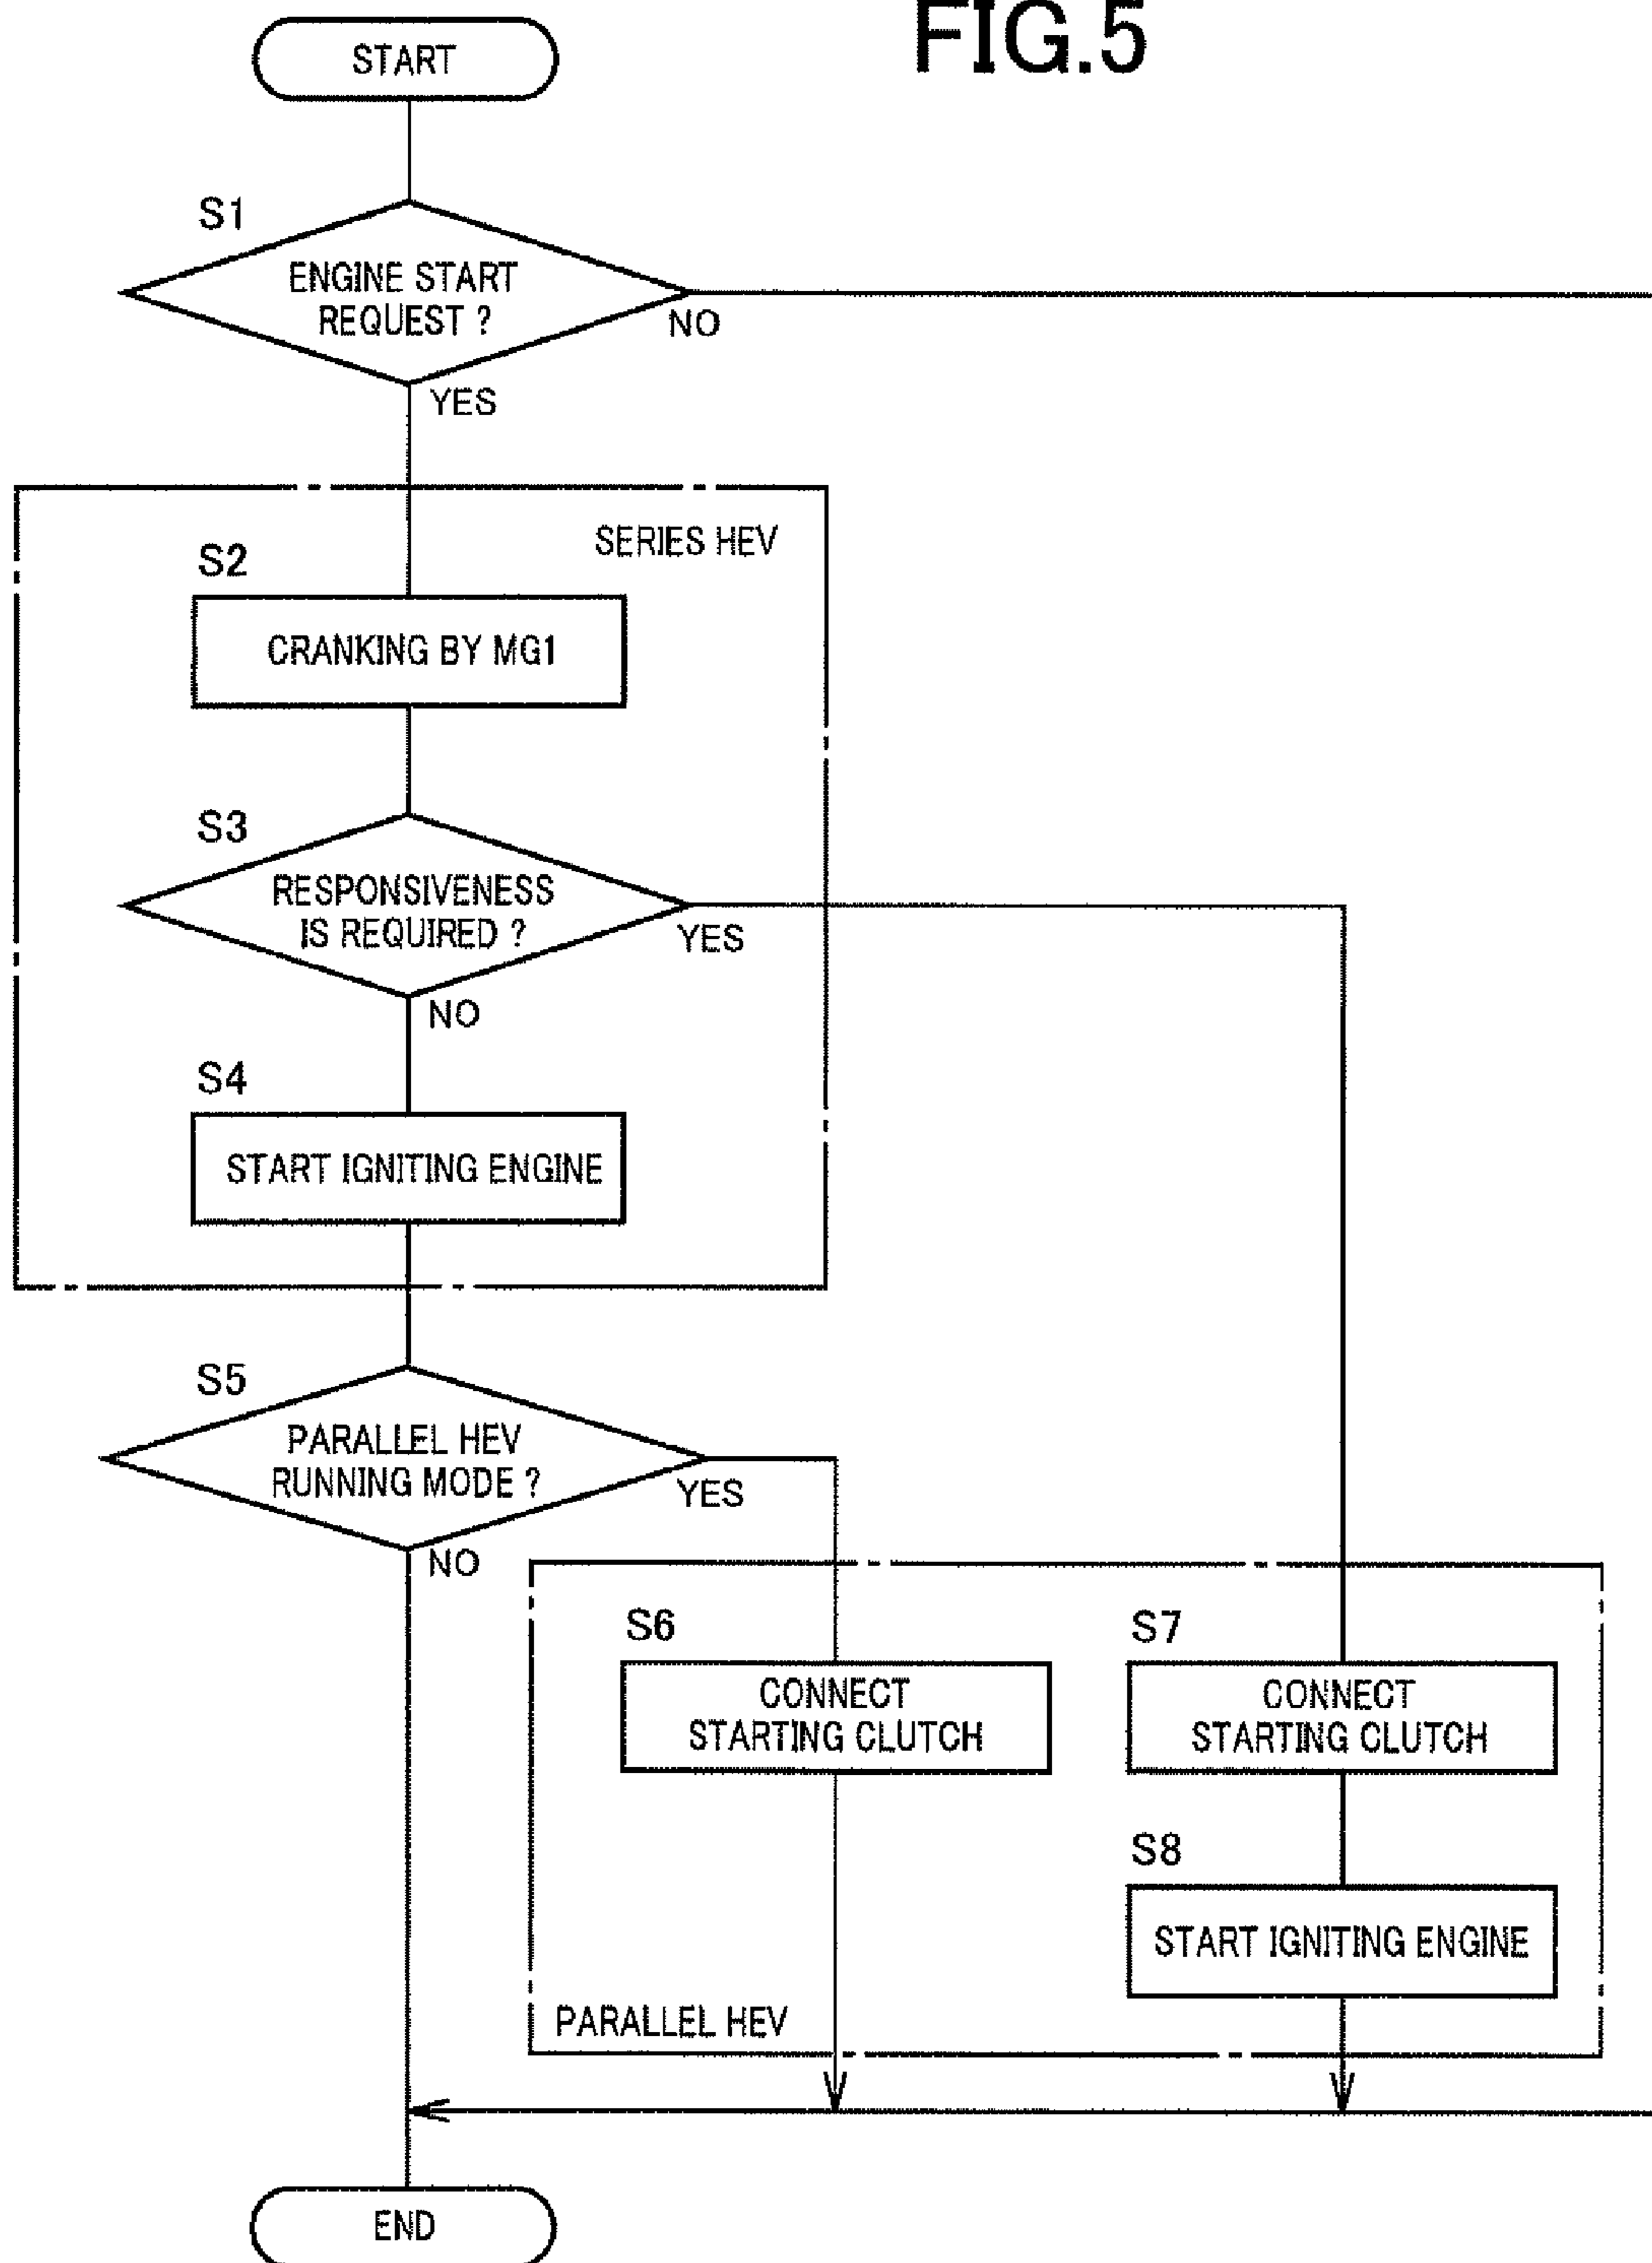 FIG.5
START
S1
ENGINE START
REQUEST ?
NO
YES
SERIES HEV
S2
CRANKING BY MG1
S3
RESPONSIVENESS
IS REQUIRED ?
YES
NO
S4
START IGNITING ENGINE
S5
PARALLEL HEV
RUNNING MODE ?
YES
NO
S6
CONNECT
STARTING CLUTCH
S7
CONNECT
STARTING CLUTCH
S8
START IGNITING ENGINE
PARALLEL HEV
END